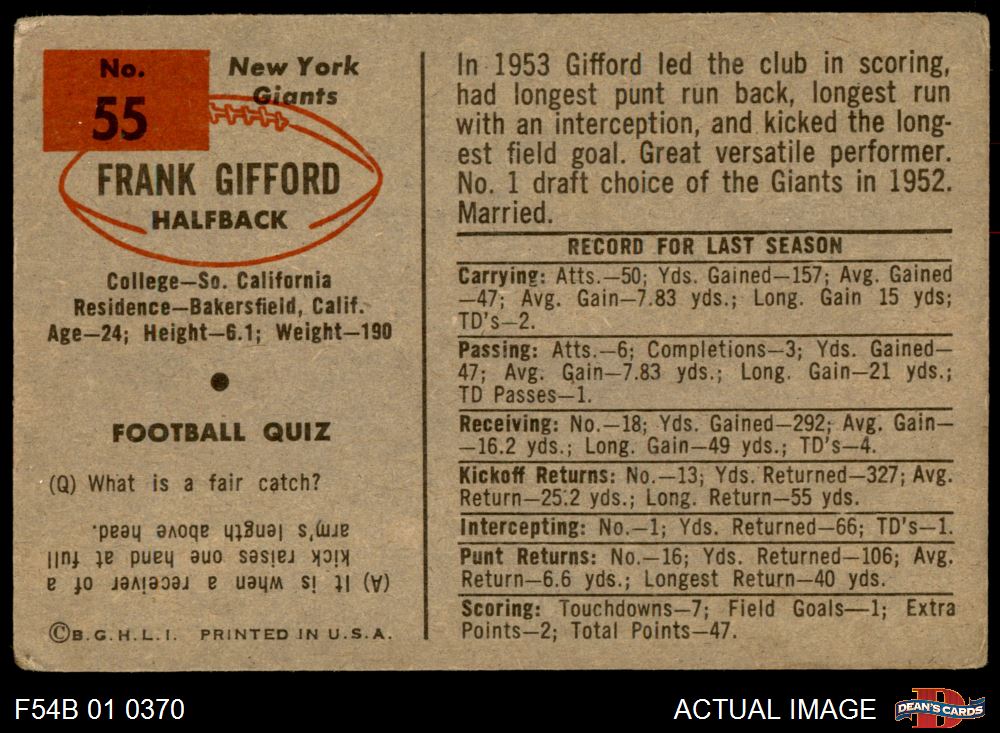 No.
55
New York
Giants
FRANK GIFFORD
HALFBACK
College—So. California
Residence—Bakersfield, Calif.
Age—24; Height—6.1; Weight—190
FOOTBALL QUIZ
(Q) What is a fair catch?
(A) It is when a receiver of a
kick raises one hand at full
arm's length above head.
©B.G.H.L.I. PRINTED IN U.S.A.
In 1953 Gifford led the club in scoring,
had longest punt run back, longest run
with an interception, and kicked the long-
est field goal. Great versatile performer.
No. 1 draft choice of the Giants in 1952.
Married.
RECORD FOR LAST SEASON
Carrying: Atts.—50; Yds. Gained—157; Avg. Gained
—47; Avg. Gain—7.83 yds.; Long. Gain 15 yds;
TD's—2.
Passing: Atts.—6; Completions—3; Yds. Gained—
47; Avg. Gain—7.83 yds.; Long. Gain—21 yds.;
TD Passes—1.
Receiving: No.—18; Yds. Gained—292; Avg. Gain—
—16.2 yds.; Long. Gain—49 yds.; TD's—4.
Kickoff Returns: No.—13; Yds. Returned—327; Avg.
Return—25.2 yds.; Long. Return—55 yds.
Intercepting: No.—1; Yds. Returned—66; TD's—1.
Punt Returns: No.—16; Yds. Returned—106; Avg.
Return—6.6 yds.; Longest Return—40 yds.
Scoring: Touchdowns—7; Field Goals—1; Extra
Points—2; Total Points—47.
F54B 01 0370
ACTUAL IMAGE
D
DEAN'S CARDS